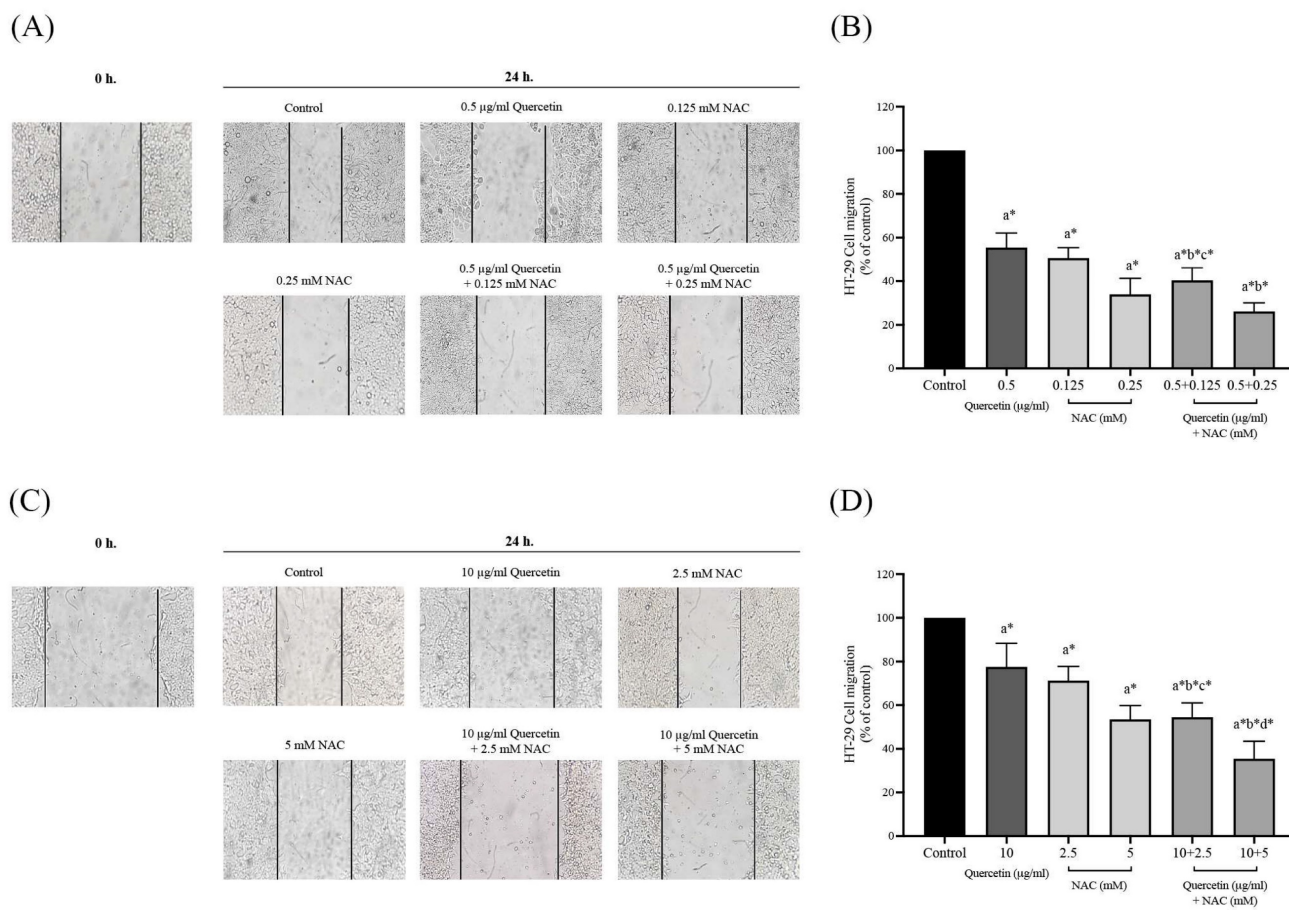 (A)
0 h.
24 h.
Control
0.5 µg/ml Quercetin
0.125 mM NAC
0.25 mM NAC
0.5 µg/ml Quercetin
+ 0.125 mM NAC
0.5 µg/ml Quercetin
+ 0.25 mM NAC
(B)
HT-29 Cell migration
(% of control)
120
100
80
60
40
20
0
a*
a*
a*
a*b*c*
a*b*
Control
0.5
0.125
0.25
0.5+0.125
0.5+0.25
Quercetin (µg/ml)
NAC (mM)
Quercetin (µg/ml)
+ NAC (mM)
(C)
0 h.
24 h.
Control
10 µg/ml Quercetin
2.5 mM NAC
5 mM NAC
10 µg/ml Quercetin
+ 2.5 mM NAC
10 µg/ml Quercetin
+ 5 mM NAC
(D)
HT-29 Cell migration
(% of control)
120
100
80
60
40
20
0
a*
a*
a*
a*b*c*
a*b*d*
Control
10
2.5
5
10+2.5
10+5
Quercetin (µg/ml)
NAC (mM)
Quercetin (µg/ml)
+ NAC (mM)